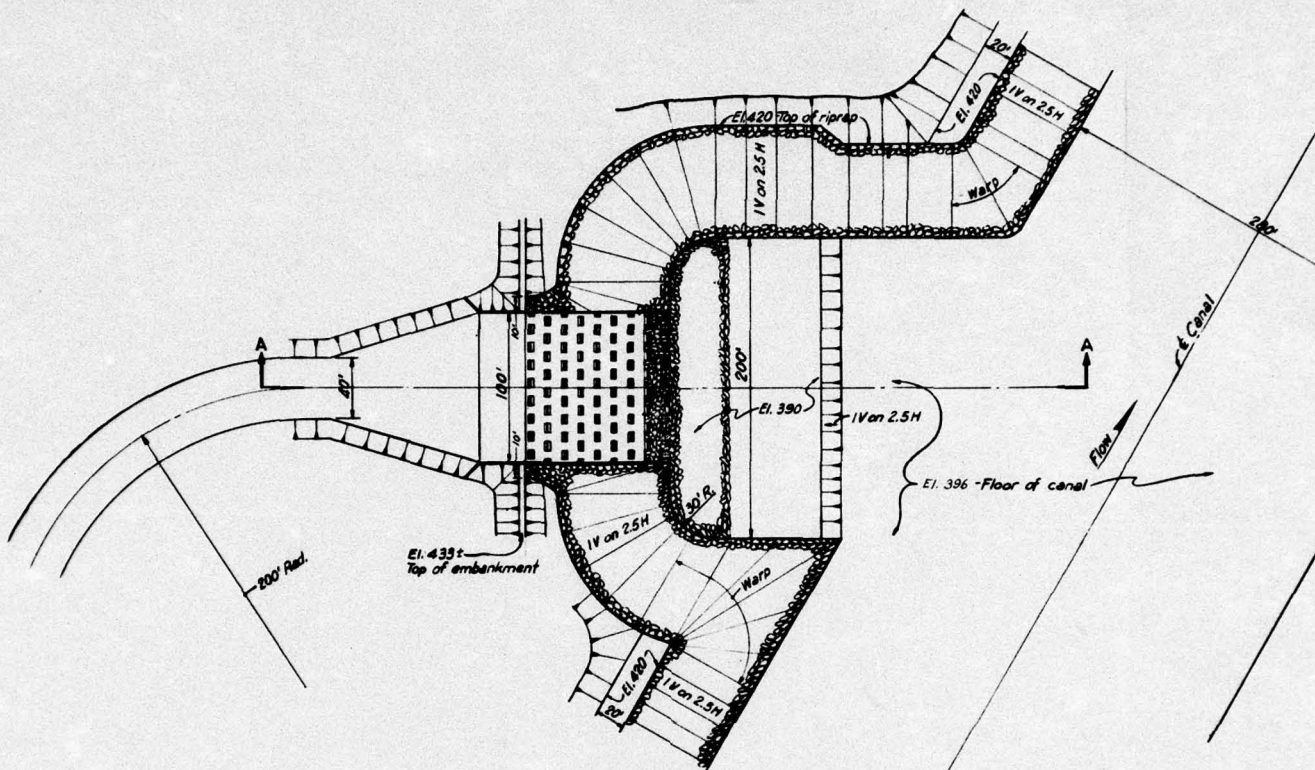 20'
El. 420
1V on 2.5H
El. 420 Top of riprap
1V on 2.5H
Warp
280'
℄ Canal
A
A
10'
40'
100'
200'
El. 390
1V on 2.5H
10'
Flow
El. 396 - Floor of canal
30' R.
1V on 2.5H
El. 433±
Top of embankment
200' Rad.
Warp
El. 420
1V on 2.5H
20'